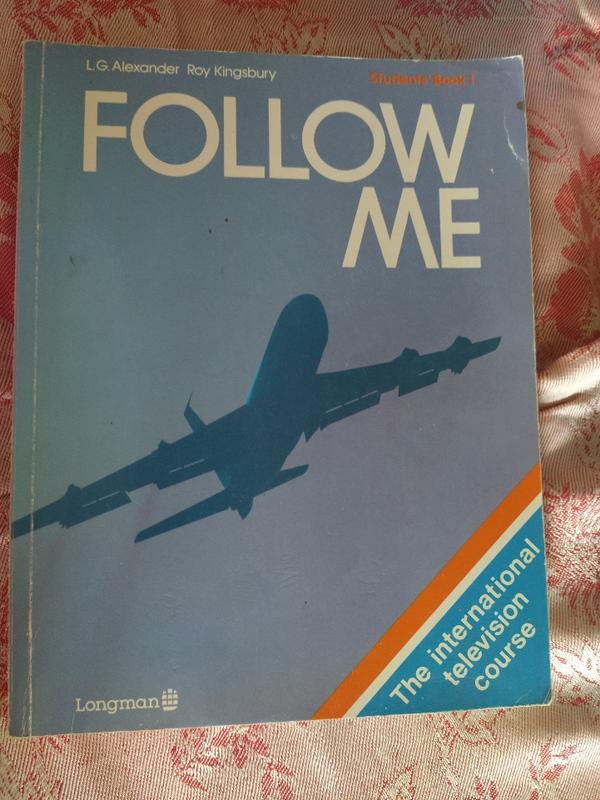 L.G. Alexander Roy Kingsbury
Students' Book 1
FOLLOW
ME
The international
television
course
Longman